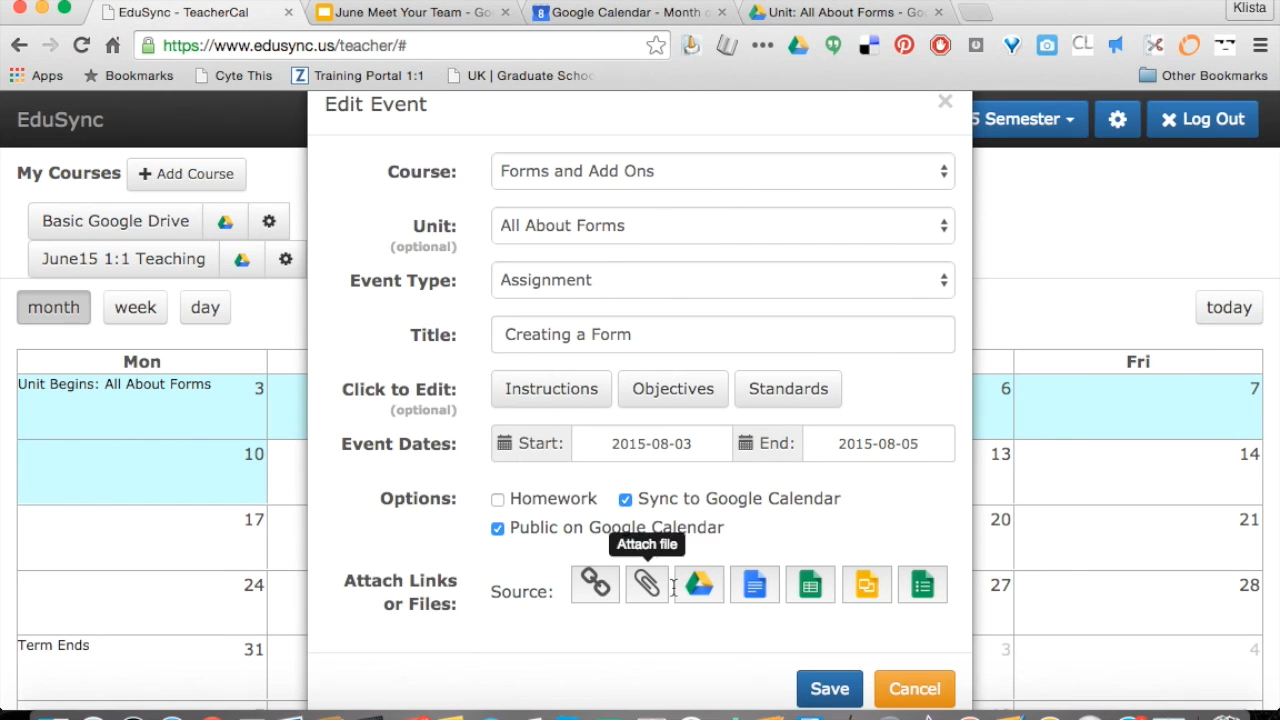 EduSync - TeacherCal
June Meet Your Team - Go
Google Calendar - Month o
Unit: All About Forms - Go
Klista
https://www.edusync.us/teacher/#
Apps
Bookmarks
Cyte This
Training Portal 1:1
UK | Graduate Schoo
Other Bookmarks
EduSync
Edit Event
5 Semester
Log Out
My Courses
Add Course
Basic Google Drive
June15 1:1 Teaching
month
week
day
today
Course: Forms and Add Ons
Unit: All About Forms
(optional)
Event Type: Assignment
Title: Creating a Form
Click to Edit: Instructions Objectives Standards
(optional)
Event Dates: Start: 2015-08-03 End: 2015-08-05
Options: Homework Sync to Google Calendar
Public on Google Calendar
Attach file
Attach Links
or Files:
Source:
Save
Cancel
Mon
Fri
Unit Begins: All About Forms 3
6
7
10
13
14
17
20
21
24
27
28
Term Ends 31
3
4